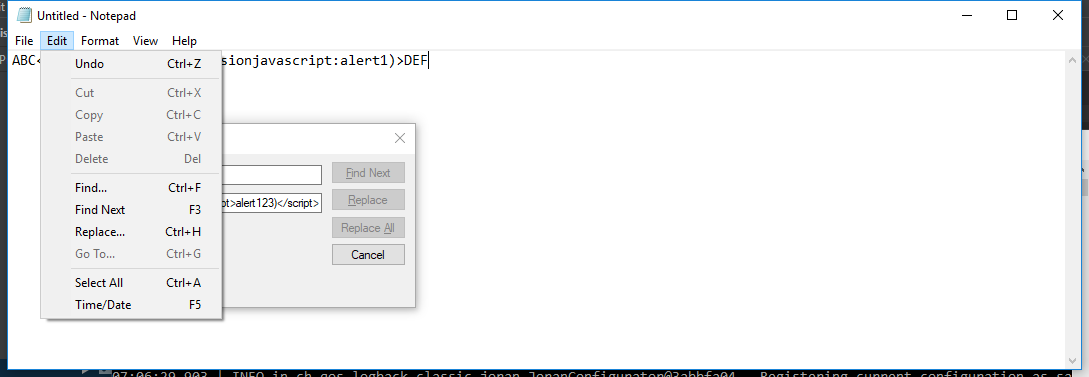 Untitled - Notepad
File Edit Format View Help
ABC< sionjavascript:alert1)>DEF
Undo Ctrl+Z
Cut Ctrl+X
Copy Ctrl+C
Paste Ctrl+V
Delete Del
Find... Ctrl+F
Find Next F3
Replace... Ctrl+H
Go To... Ctrl+G
Select All Ctrl+A
Time/Date F5
Find Next
pt>alert123)</script> Replace
Replace All
Cancel
07:06:29,903 | INFO in ch.qos.logback.classic.joran.JoranConfigurator@3abbfa04 - Registering current configuration as sa